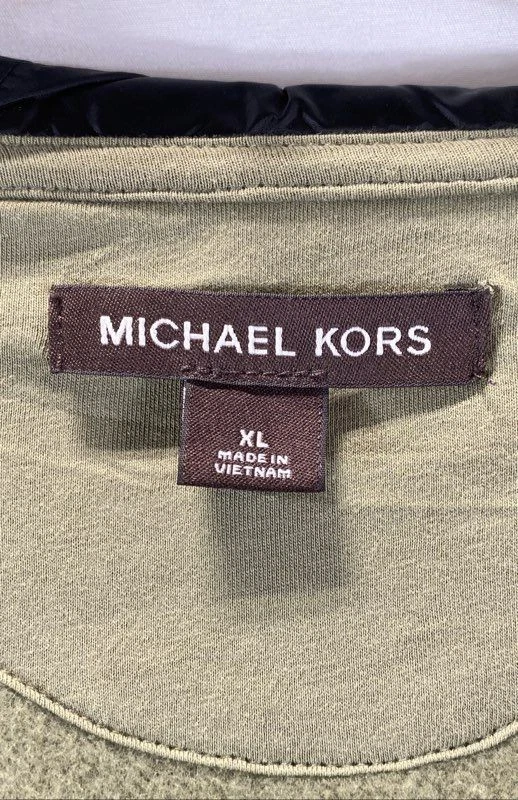 MICHAEL KORS
XL
MADE IN
VIETNAM